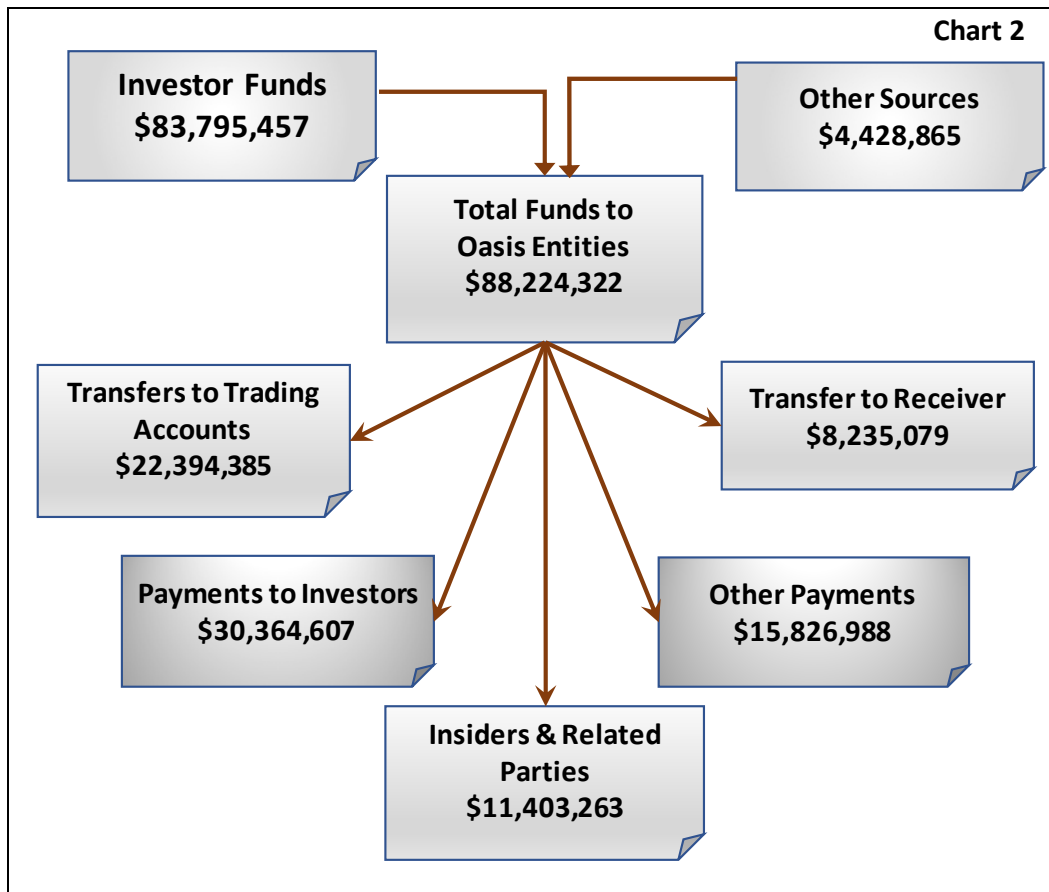 Chart 2
Investor Funds
$83,795,457
Other Sources
$4,428,865
Total Funds to
Oasis Entities
$88,224,322
Transfers to Trading
Accounts
$22,394,385
Transfer to Receiver
$8,235,079
Payments to Investors
$30,364,607
Other Payments
$15,826,988
Insiders & Related
Parties
$11,403,263